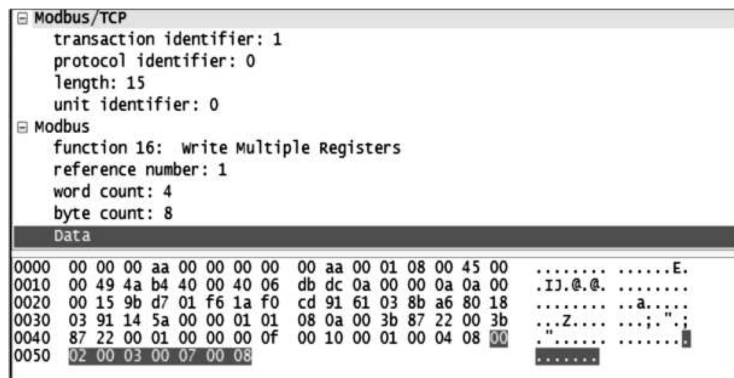 Modbus/TCP
transaction identifier: 1
protocol identifier: 0
length: 15
unit identifier: 0
Modbus
function 16:  Write Multiple Registers
reference number: 1
word count: 4
byte count: 8
Data
0000  00 00 00 aa 00 00 00 00  00 aa 00 01 08 00 45 00  ........ ......E.
0010  00 49 4a b4 40 00 40 06  db dc 0a 00 00 0a 0a 00  .IJ.@.@. ........
0020  00 15 9b d7 01 f6 1a f0  cd 91 61 03 8b a6 80 18  ........ ..a.....
0030  03 91 14 5a 00 00 01 01  08 0a 00 3b 87 22 00 3b  ...Z.... ...;.".;
0040  87 22 00 01 00 00 00 0f  00 10 00 01 00 04 08 00  ."...... ........
0050  02 00 03 00 07 00 08  .......